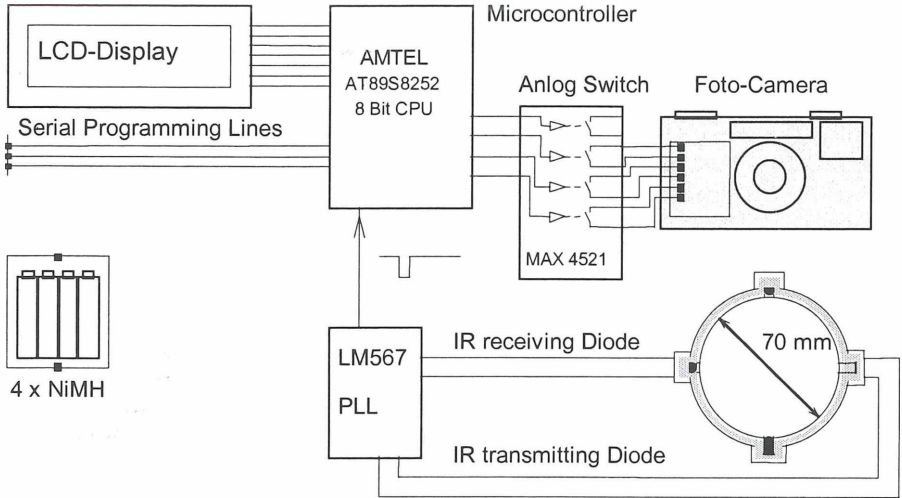 Microcontroller
LCD-Display
AMTEL
AT89S8252
8 Bit CPU
Anlog Switch
Foto-Camera
Serial Programming Lines
MAX 4521
LM567
PLL
IR receiving Diode
70 mm
4 x NiMH
IR transmitting Diode